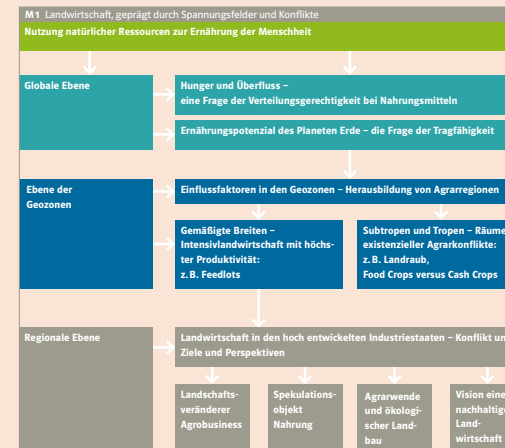 M1 Landwirtschaft, geprägt durch Spannungsfelder und Konflikte
Nutzung natürlicher Ressourcen zur Ernährung der Menschheit
Globale Ebene
Hunger und Überfluss –
eine Frage der Verteilungsgerechtigkeit bei Nahrungsmitteln
Ernährungspotenzial des Planeten Erde – die Frage der Tragfähigkeit
Ebene der
Geozonen
Einflussfaktoren in den Geozonen – Herausbildung von Agrarregionen
Gemäßigte Breiten –
Intensivlandwirtschaft mit höchs-
ter Produktivität:
z. B. Feedlots
Subtropen und Tropen – Räume
existenzieller Agrarkonflikte:
z. B. Landraub,
Food Crops versus Cash Crops
Regionale Ebene
Landwirtschaft in den hoch entwickelten Industriestaaten – Konflikt un
Ziele und Perspektiven
Landschafts-
veränderer
Agrobusiness
Spekulations-
objekt
Nahrung
Agrarwende
und ökologi-
scher Land-
bau
Vision eine
nachhaltige
Land-
wirtschaft